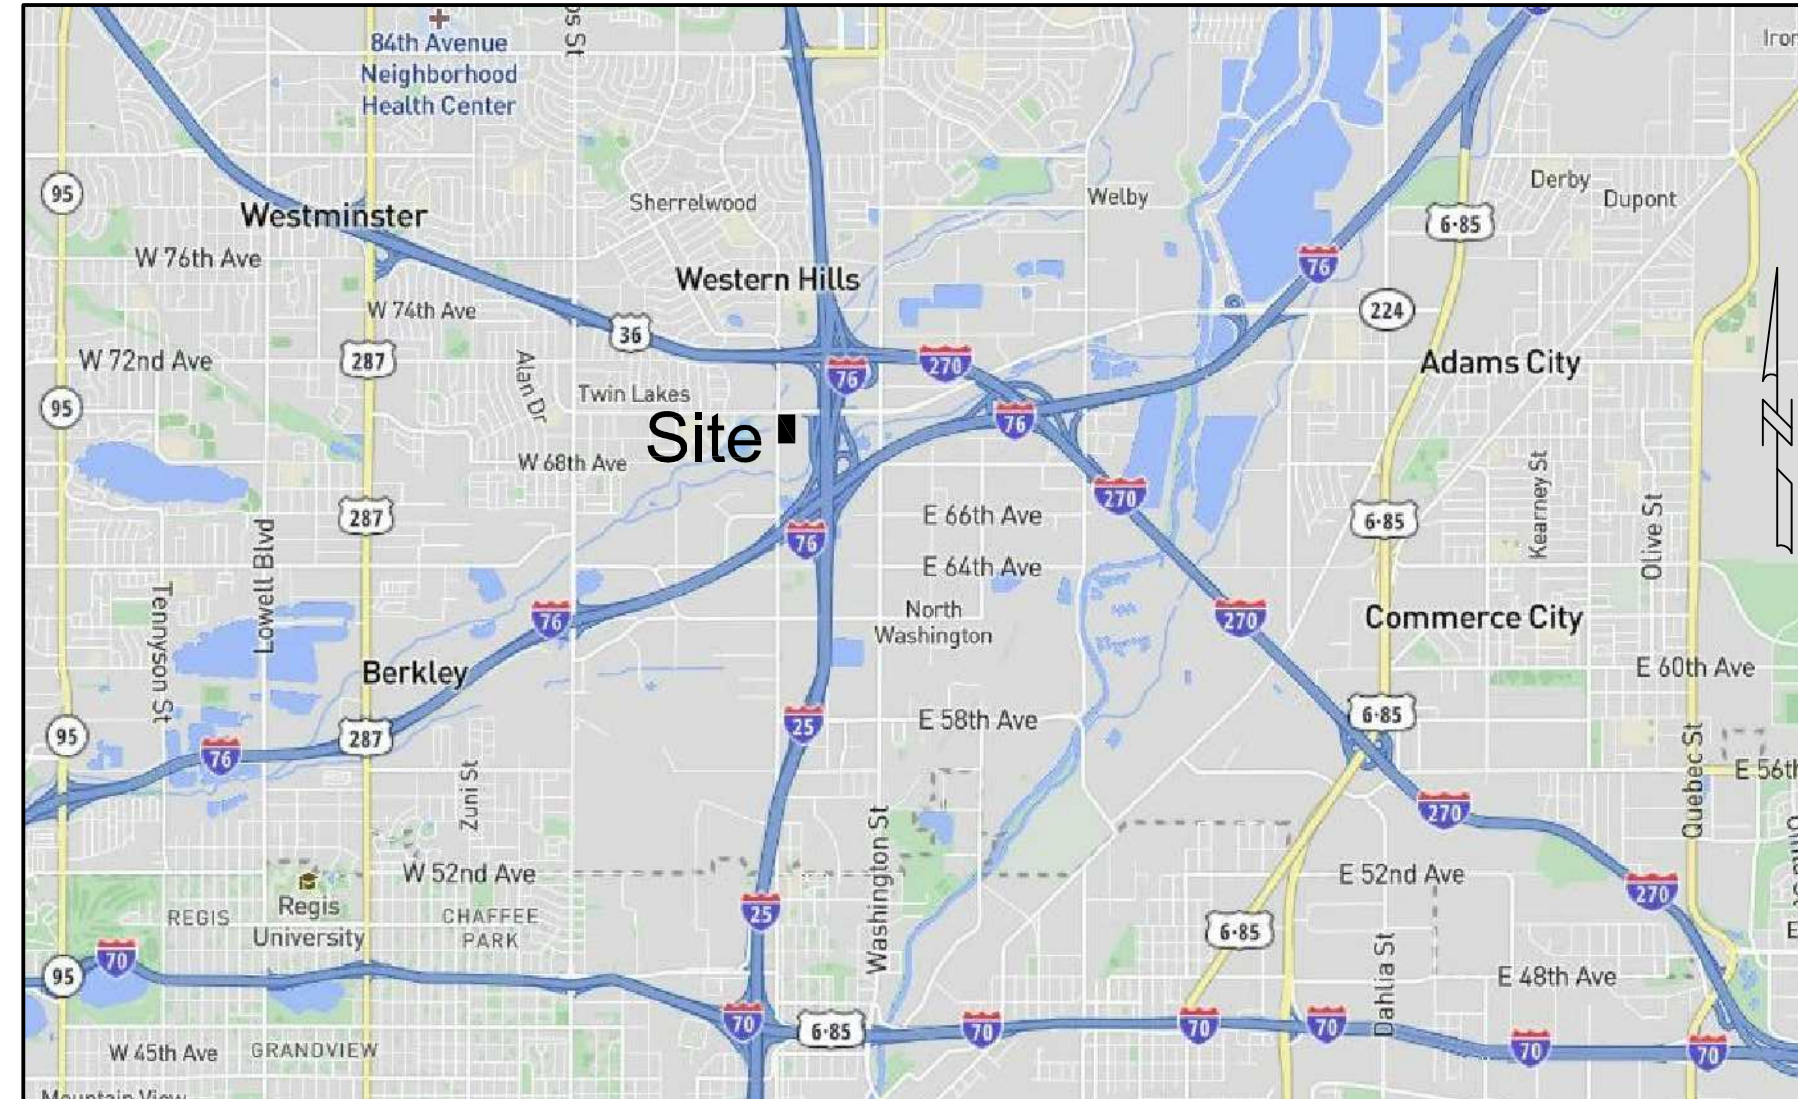 os St
Iron
84th Avenue
Neighborhood
Health Center
95
Westminster
Sherrelwood
Welby
Derby
Dupont
6·85
W 76th Ave
Western Hills
76
W 74th Ave
36
224
W 72nd Ave
287
Alan Dr
76
270
Adams City
95
Twin Lakes
Site
76
W 68th Ave
270
287
76
E 66th Ave
6·85
Kearney St
Olive St
Lowell Blvd
E 64th Ave
Tennyson St
76
North
Washington
270
Commerce City
Berkley
E 60th Ave
95
76
287
25
E 58th Ave
6·85
Quebec St
E 56th
Zuni St
Washington St
270
W 52nd Ave
E 52nd Ave
270
REGIS
Regis
University
CHAFFEE
PARK
25
6·85
E
Dahlia St
95
70
E 48th Ave
70
6·85
70
70
70
70
70
W 45th Ave
GRANDVIEW
Mountain View
N